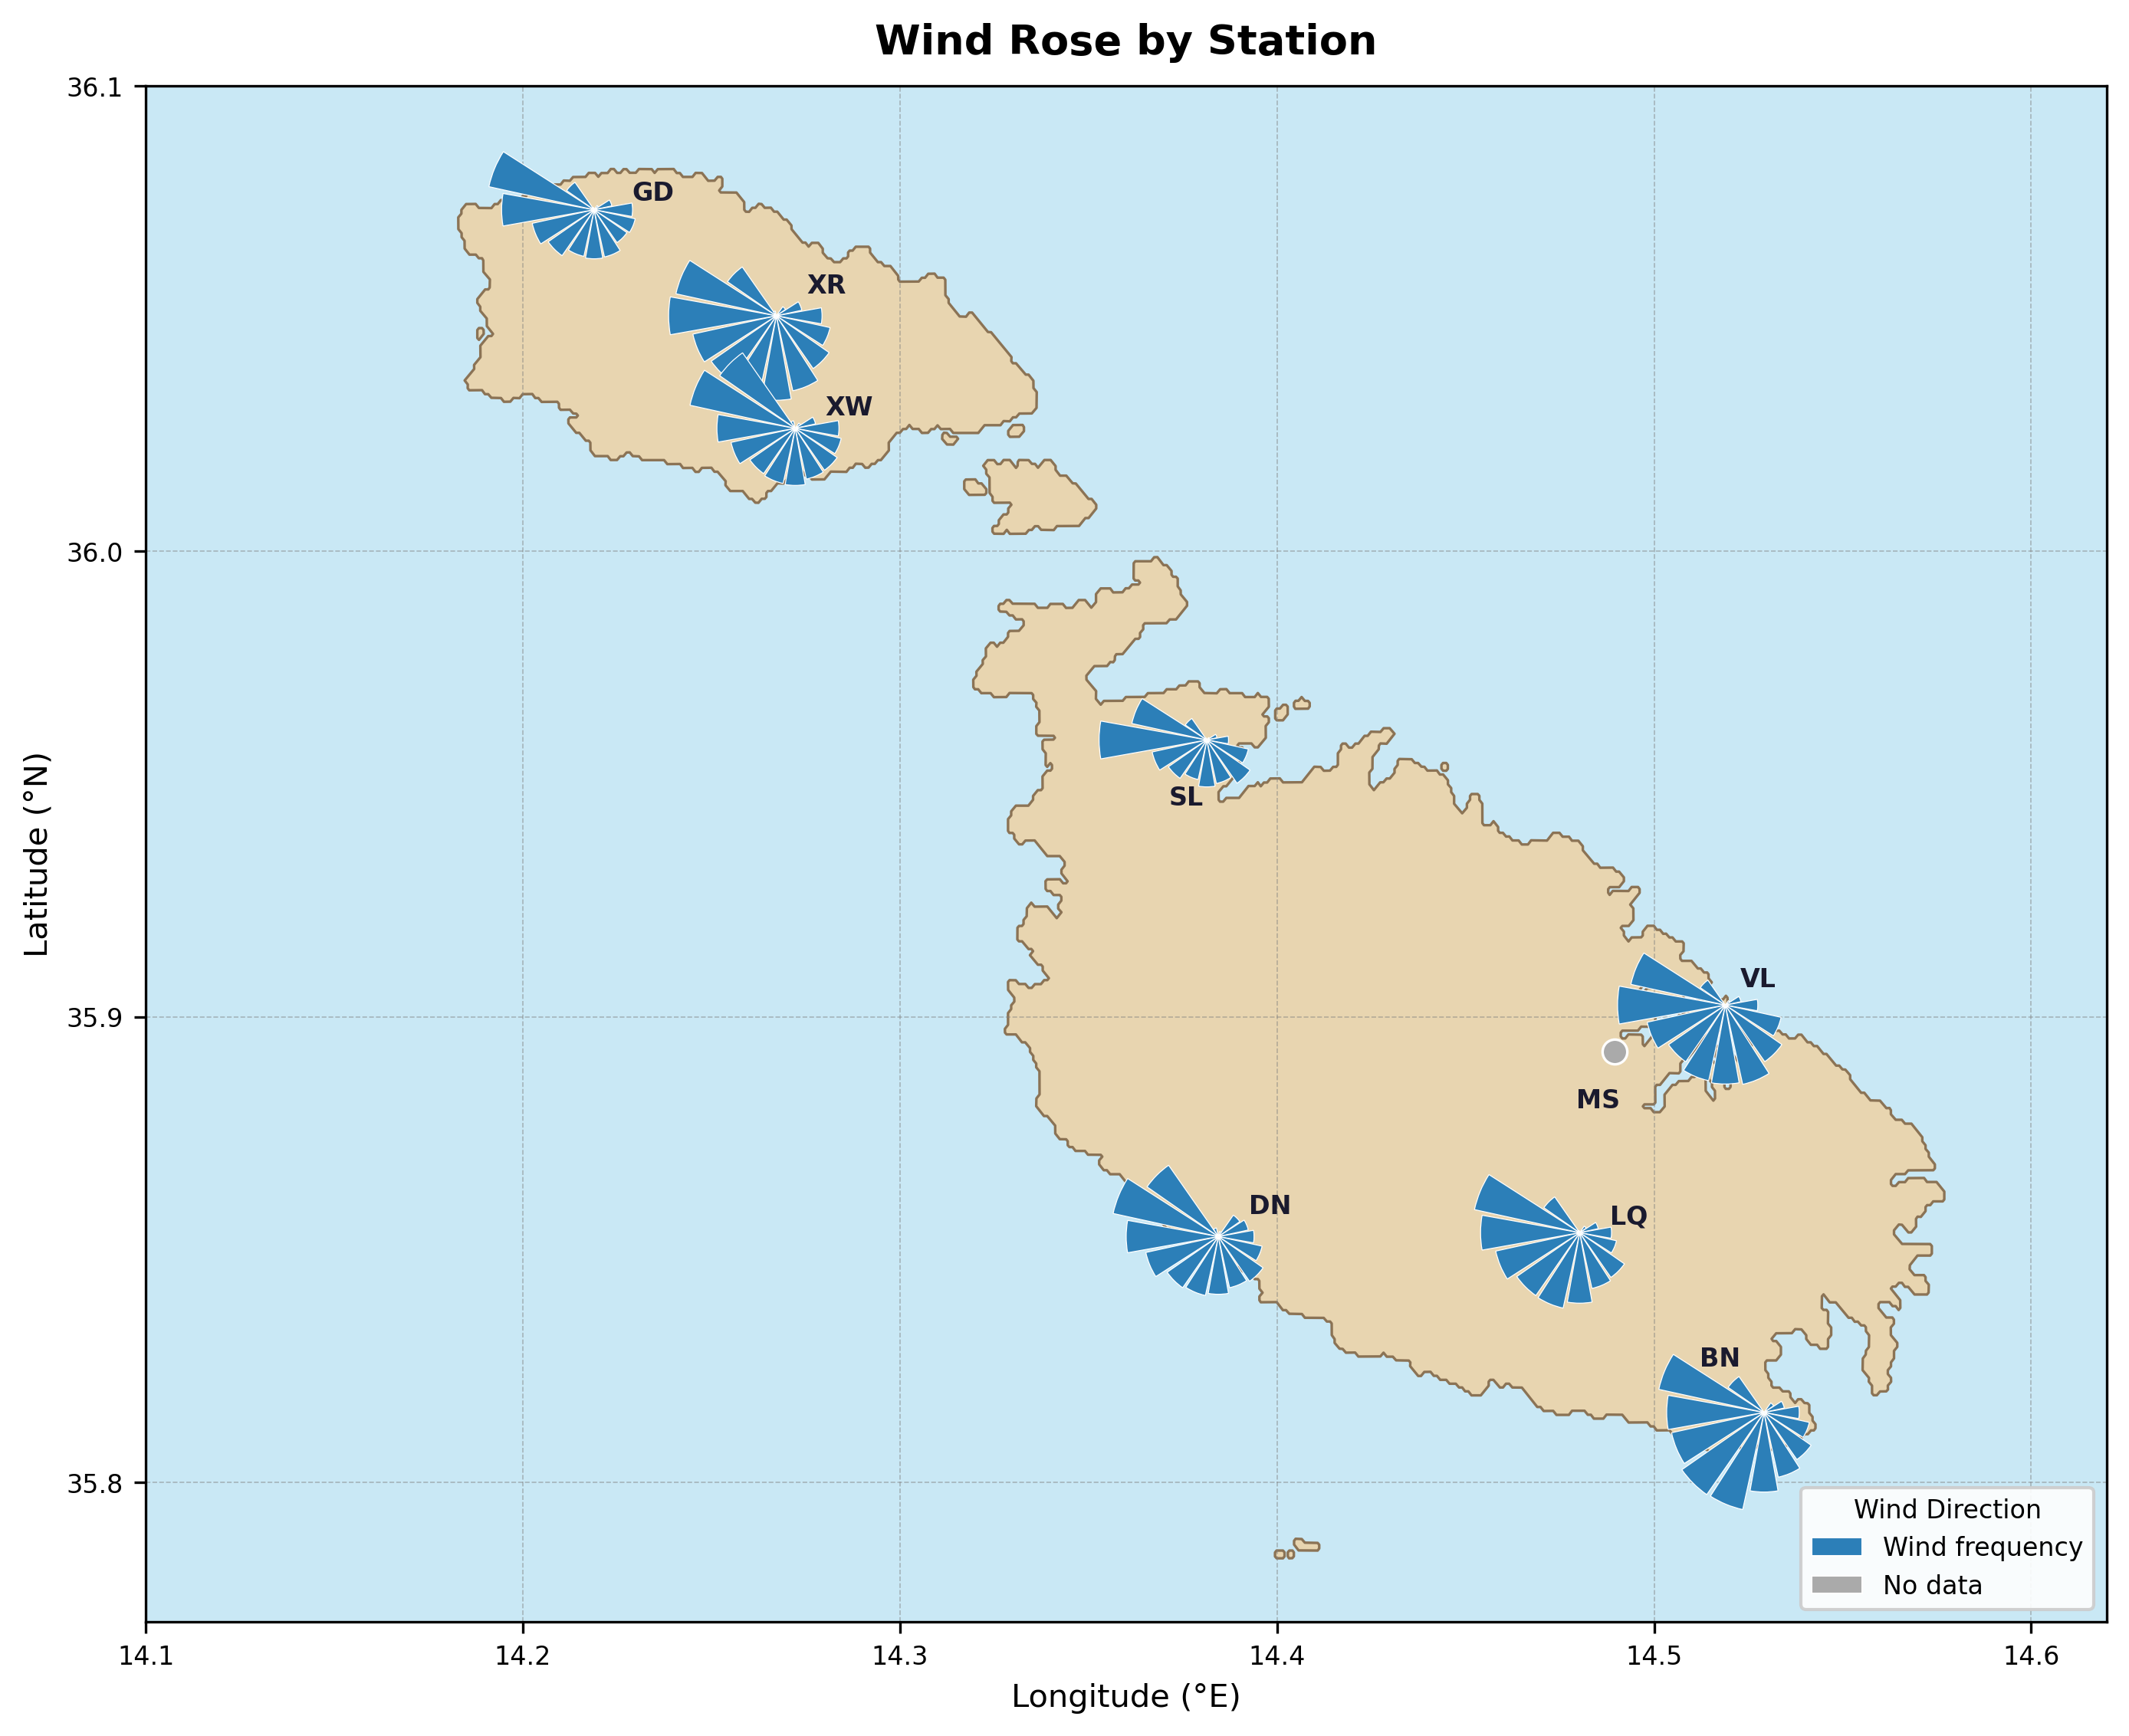 Wind Rose by Station
36.1
36.0
35.9
35.8
Latitude (°N)
GD
XR
XW
SL
VL
MS
DN
LQ
BN
Wind Direction
Wind frequency
No data
14.1 14.2 14.3 14.4 14.5 14.6
Longitude (°E)